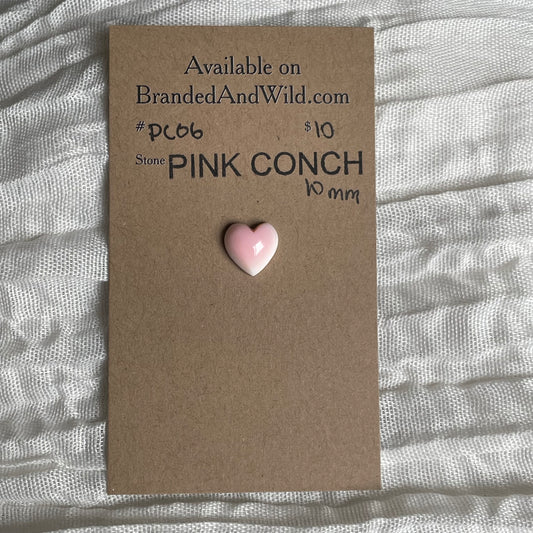 Available on
BrandedAndWild.com
# PC06 $10
Stone PINK CONCH
10 mm